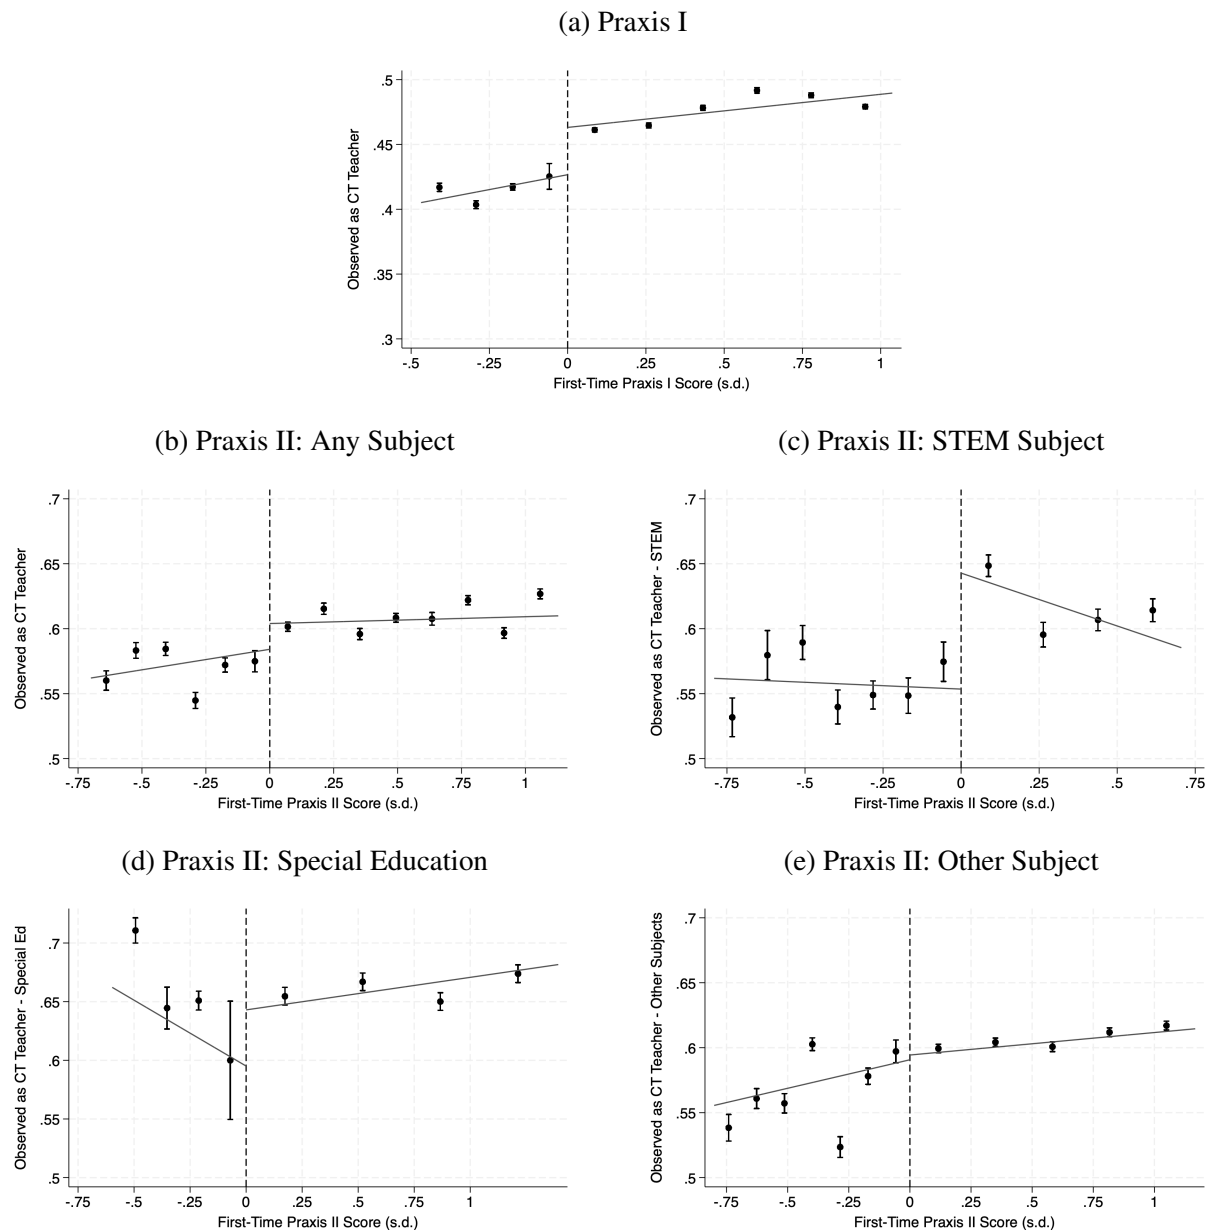 (a) Praxis I
Observed as CT Teacher
.5
.45
.4
.35
.3
-.5 -.25 0 .25 .5 .75 1
First-Time Praxis I Score (s.d.)
(b) Praxis II: Any Subject
Observed as CT Teacher
.7
.65
.6
.55
.5
-.75 -.5 -.25 0 .25 .5 .75 1
First-Time Praxis II Score (s.d.)
(c) Praxis II: STEM Subject
Observed as CT Teacher - STEM
.7
.65
.6
.55
.5
-.75 -.5 -.25 0 .25 .5 .75
First-Time Praxis II Score (s.d.)
(d) Praxis II: Special Education
Observed as CT Teacher - Special Ed
.7
.65
.6
.55
.5
-.75 -.5 -.25 0 .25 .5 .75 1
First-Time Praxis II Score (s.d.)
(e) Praxis II: Other Subject
Observed as CT Teacher - Other Subjects
.7
.65
.6
.55
.5
-.75 -.5 -.25 0 .25 .5 .75 1
First-Time Praxis II Score (s.d.)